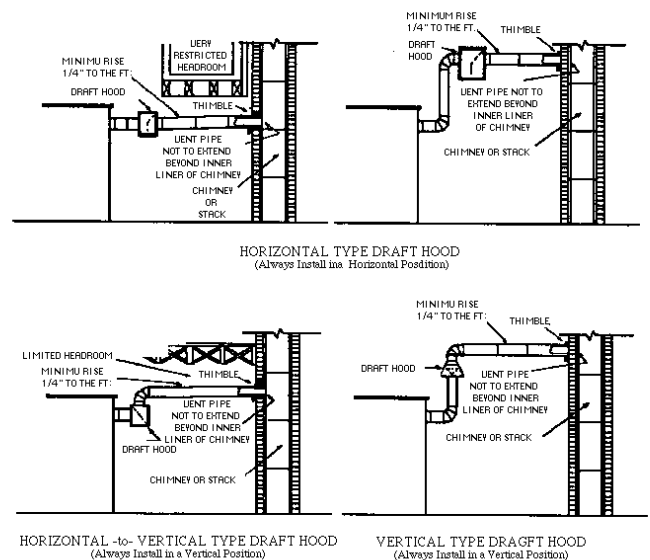 VERY
RESTRICTED
HEADROOM
MINIMU RISE
1/4" TO THE FT:
DRAFT HOOD
THIMBLE
VENT PIPE
NOT TO EXTEND
BEYOND INNER
LINER OF CHIMNEY
CHIMNEY
OR
STACK
MINIMUM RISE
1/4" TO THE FT:
DRAFT
HOOD
THIMBLE
VENT PIPE NOT TO
EXTEND BEYOND
INNER LINER
OF CHIMNEY
CHIMNEY OR STACK
HORIZONTAL TYPE DRAFT HOOD
(Always Install ina Horizontal Posdition)
LIMITED HEADROOM
MINIMU RISE
1/4" TO THE FT:
THIMBLE
VENT PIPE
NOT TO EXTEND
BEYOND INNER
LINER OF CHIMNEY
DRAFT HOOD
CHIMNEY OR STACK
HORIZONTAL -to- VERTICAL TYPE DRAFT HOOD
(Always Install in a Vertical Position)
MINIMU RISE
1/4" TO THE FT:
THIMBLE
DRAFT HOOD
VENT PIPE
NOT TO EXTEND
BEYOND INNER
LINER OF CHIMNEY
CHIMNEY OR STACK
VERTICAL TYPE DRAGFT HOOD
(Always Install in a Vertical Position)